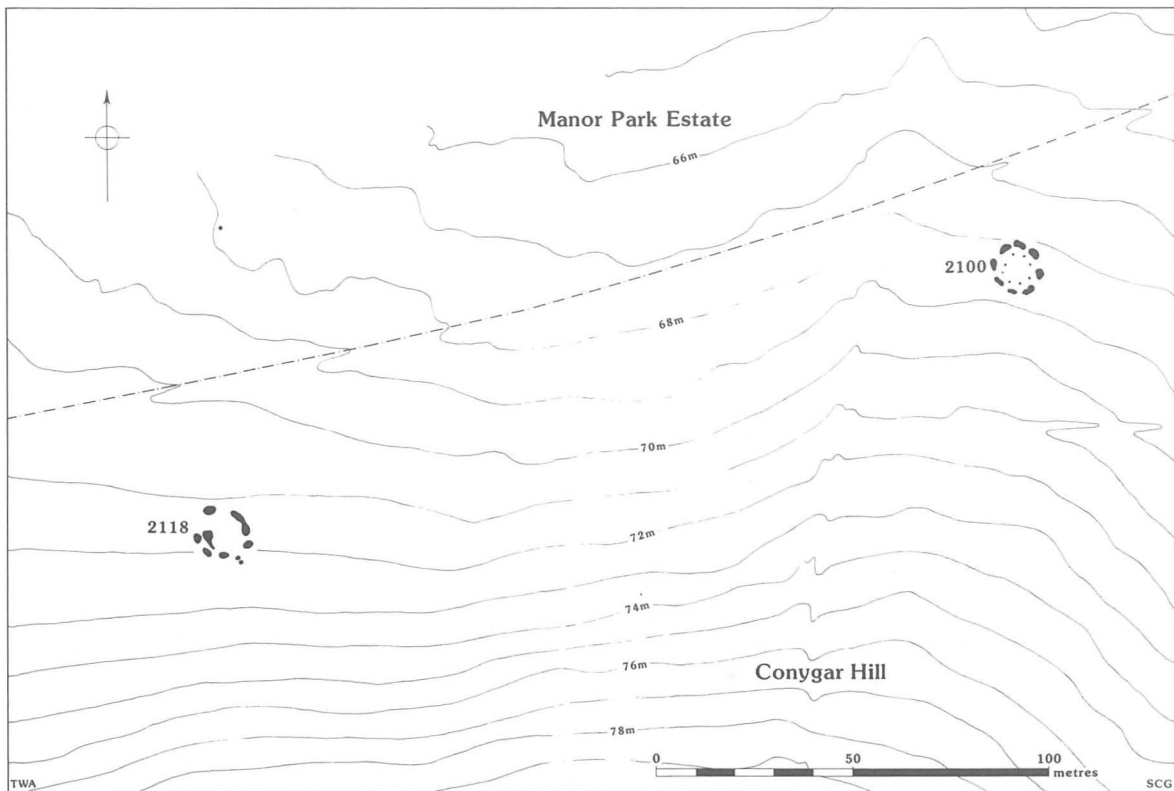 Manor Park Estate
66m
2100
68m
70m
2118
72m
74m
76m
Conygar Hill
78m
0 50 100
metres
TWA SCG